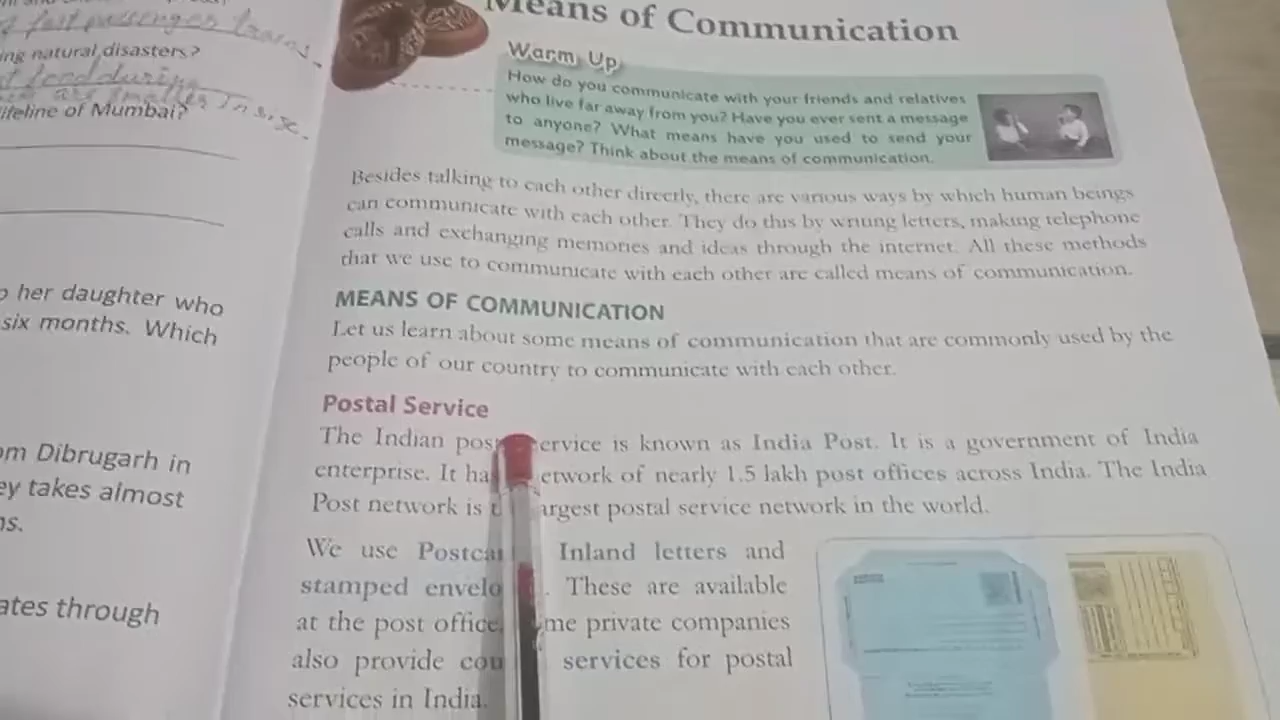 t fast passenger trains.
ing natural disasters?
t food during
ifeline of Mumbai?
her daughter who
six months. Which
om Dibrugarh in
ey takes almost
ns.
ates through
Means of Communication
Warm Up
How do you communicate with your friends and relatives
who live far away from you? Have you ever sent a message
to anyone? What means have you used to send your
message? Think about the means of communication.
Besides talking to each other directly, there are various ways by which human beings
can communicate with each other. They do this by writing letters, making telephone
calls and exchanging memories and ideas through the internet. All these methods
that we use to communicate with each other are called means of communication.
MEANS OF COMMUNICATION
Let us learn about some means of communication that are commonly used by the
people of our country to communicate with each other.
Postal Service
The Indian pos ervice is known as India Post. It is a government of India
enterprise. It ha etwork of nearly 1.5 lakh post offices across India. The India
Post network is t argest postal service network in the world.
We use Postca Inland letters and
stamped envelo . These are available
at the post office. me private companies
also provide cou services for postal
services in India.